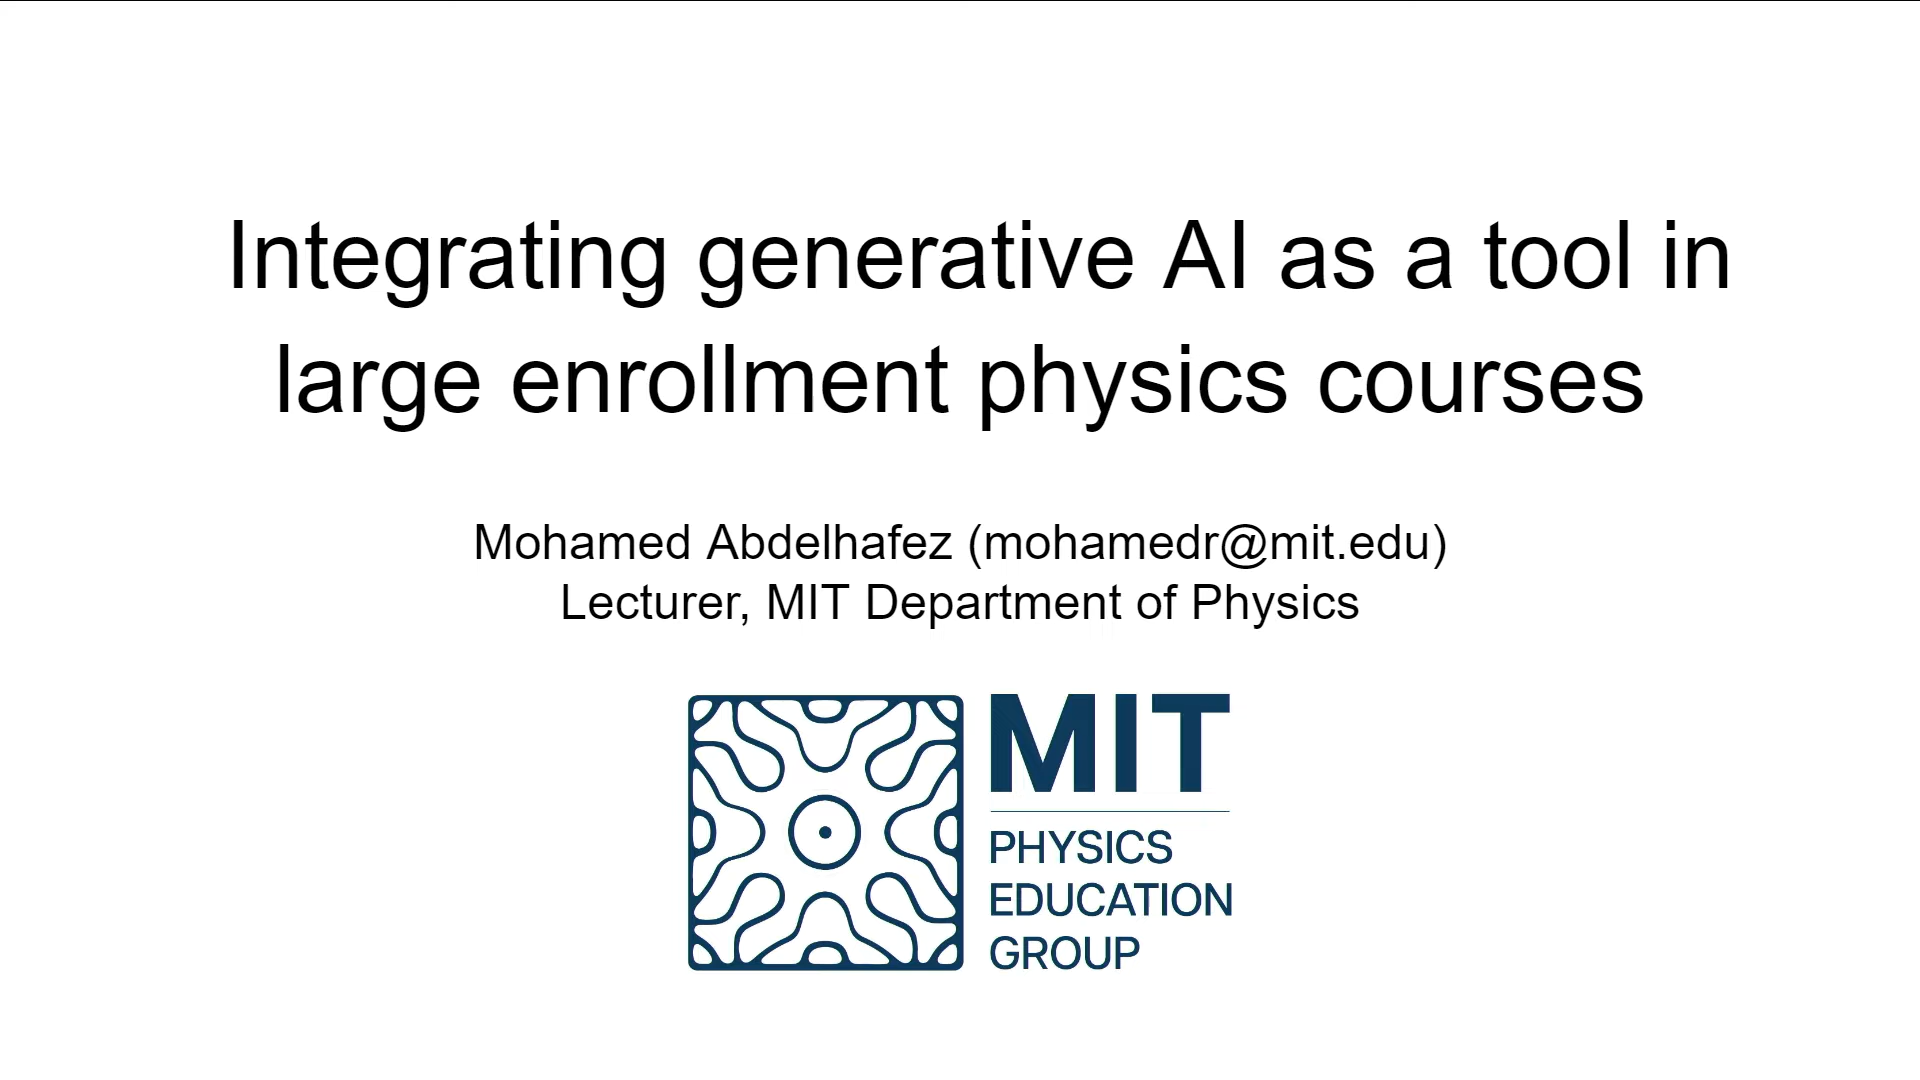 Integrating generative AI as a tool in
large enrollment physics courses
Mohamed Abdelhafez (mohamedr@mit.edu)
Lecturer, MIT Department of Physics
MIT
PHYSICS
EDUCATION
GROUP